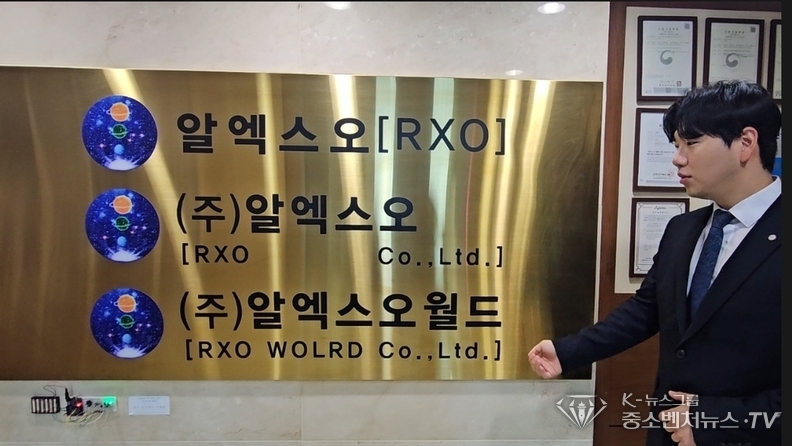 알엑스오[RXO]
(주)알엑스오
[RXO Co.,Ltd.]
(주)알엑스오월드
[RXO WOLRD Co.,Ltd.]
K-뉴스그룹
중소벤처뉴스·TV